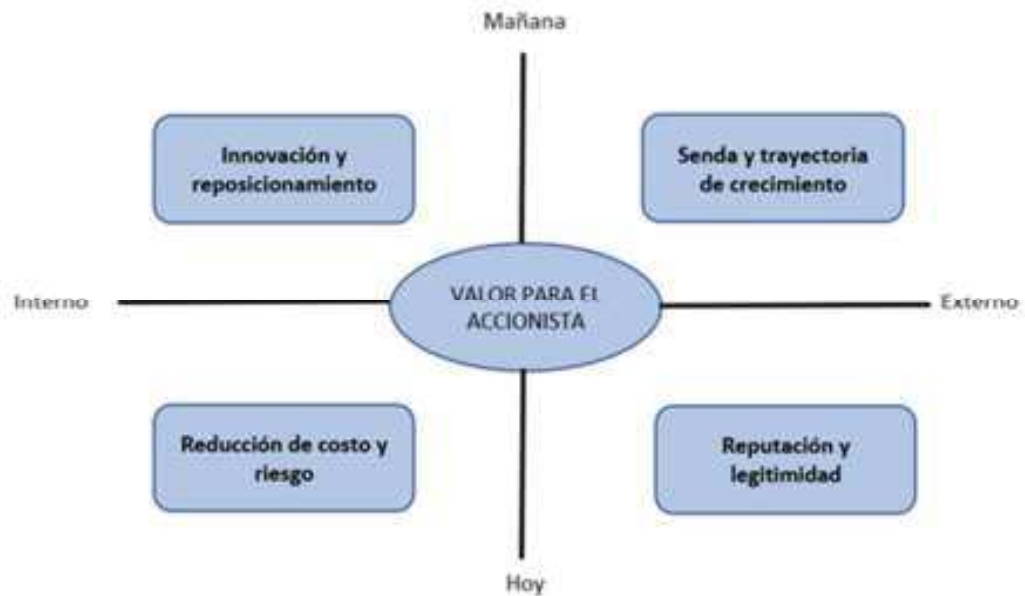 Mañana
Innovación y
reposicionamiento
Senda y trayectoria
de crecimiento
Interno
VALOR PARA EL
ACCIONISTA
Externo
Reducción de costo y
riesgo
Reputación y
legitimidad
Hoy